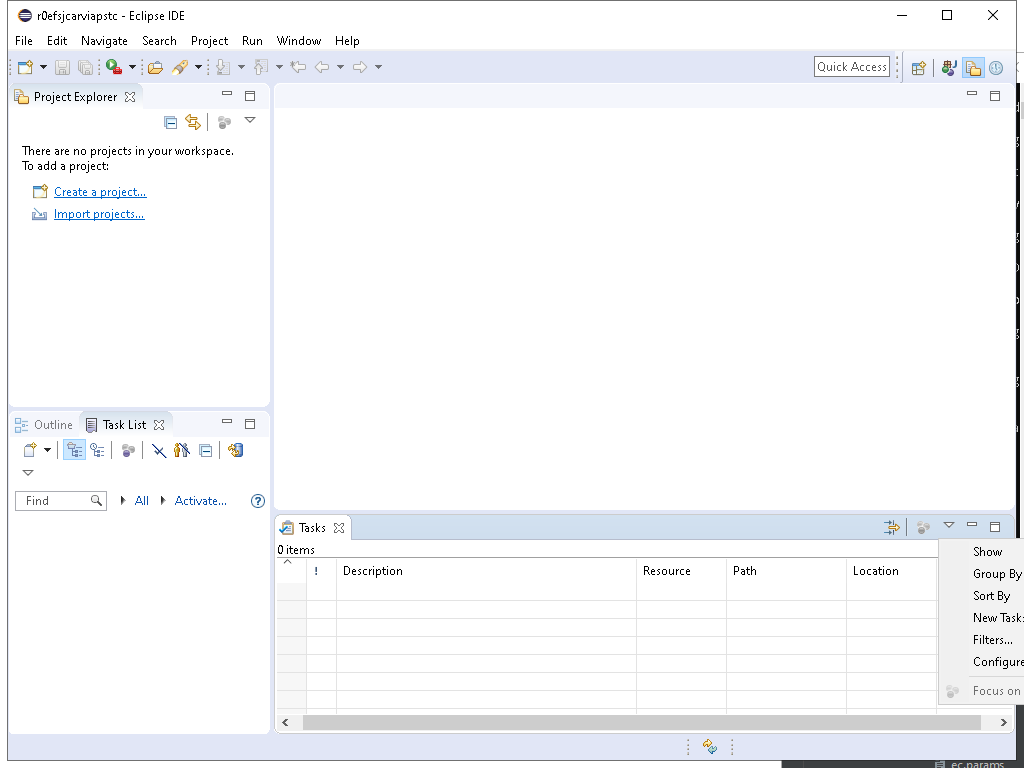 r0efsjcarviapstc - Eclipse IDE
File Edit Navigate Search Project Run Window Help
Quick Access
Project Explorer
There are no projects in your workspace.
To add a project:
Create a project...
Import projects...
Outline Task List
Find All Activate...
Tasks
0 items
! Description Resource Path Location
Show
Group By
Sort By
New Task
Filters...
Configure
Focus on
ec.params